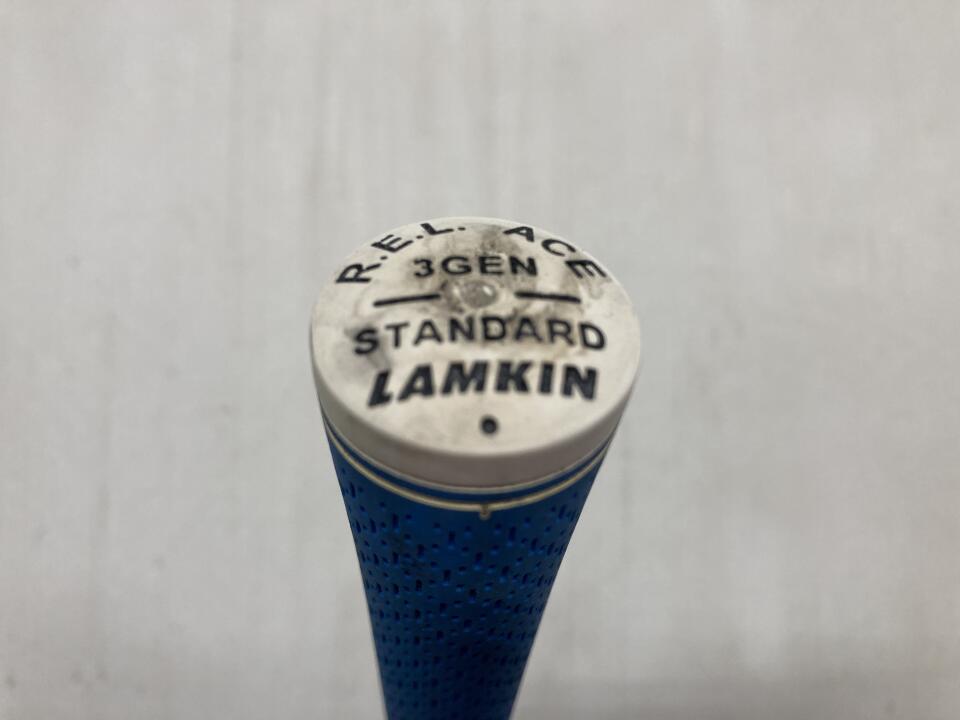 R.E.L. ACE
3GEN
STANDARD
LAMKIN